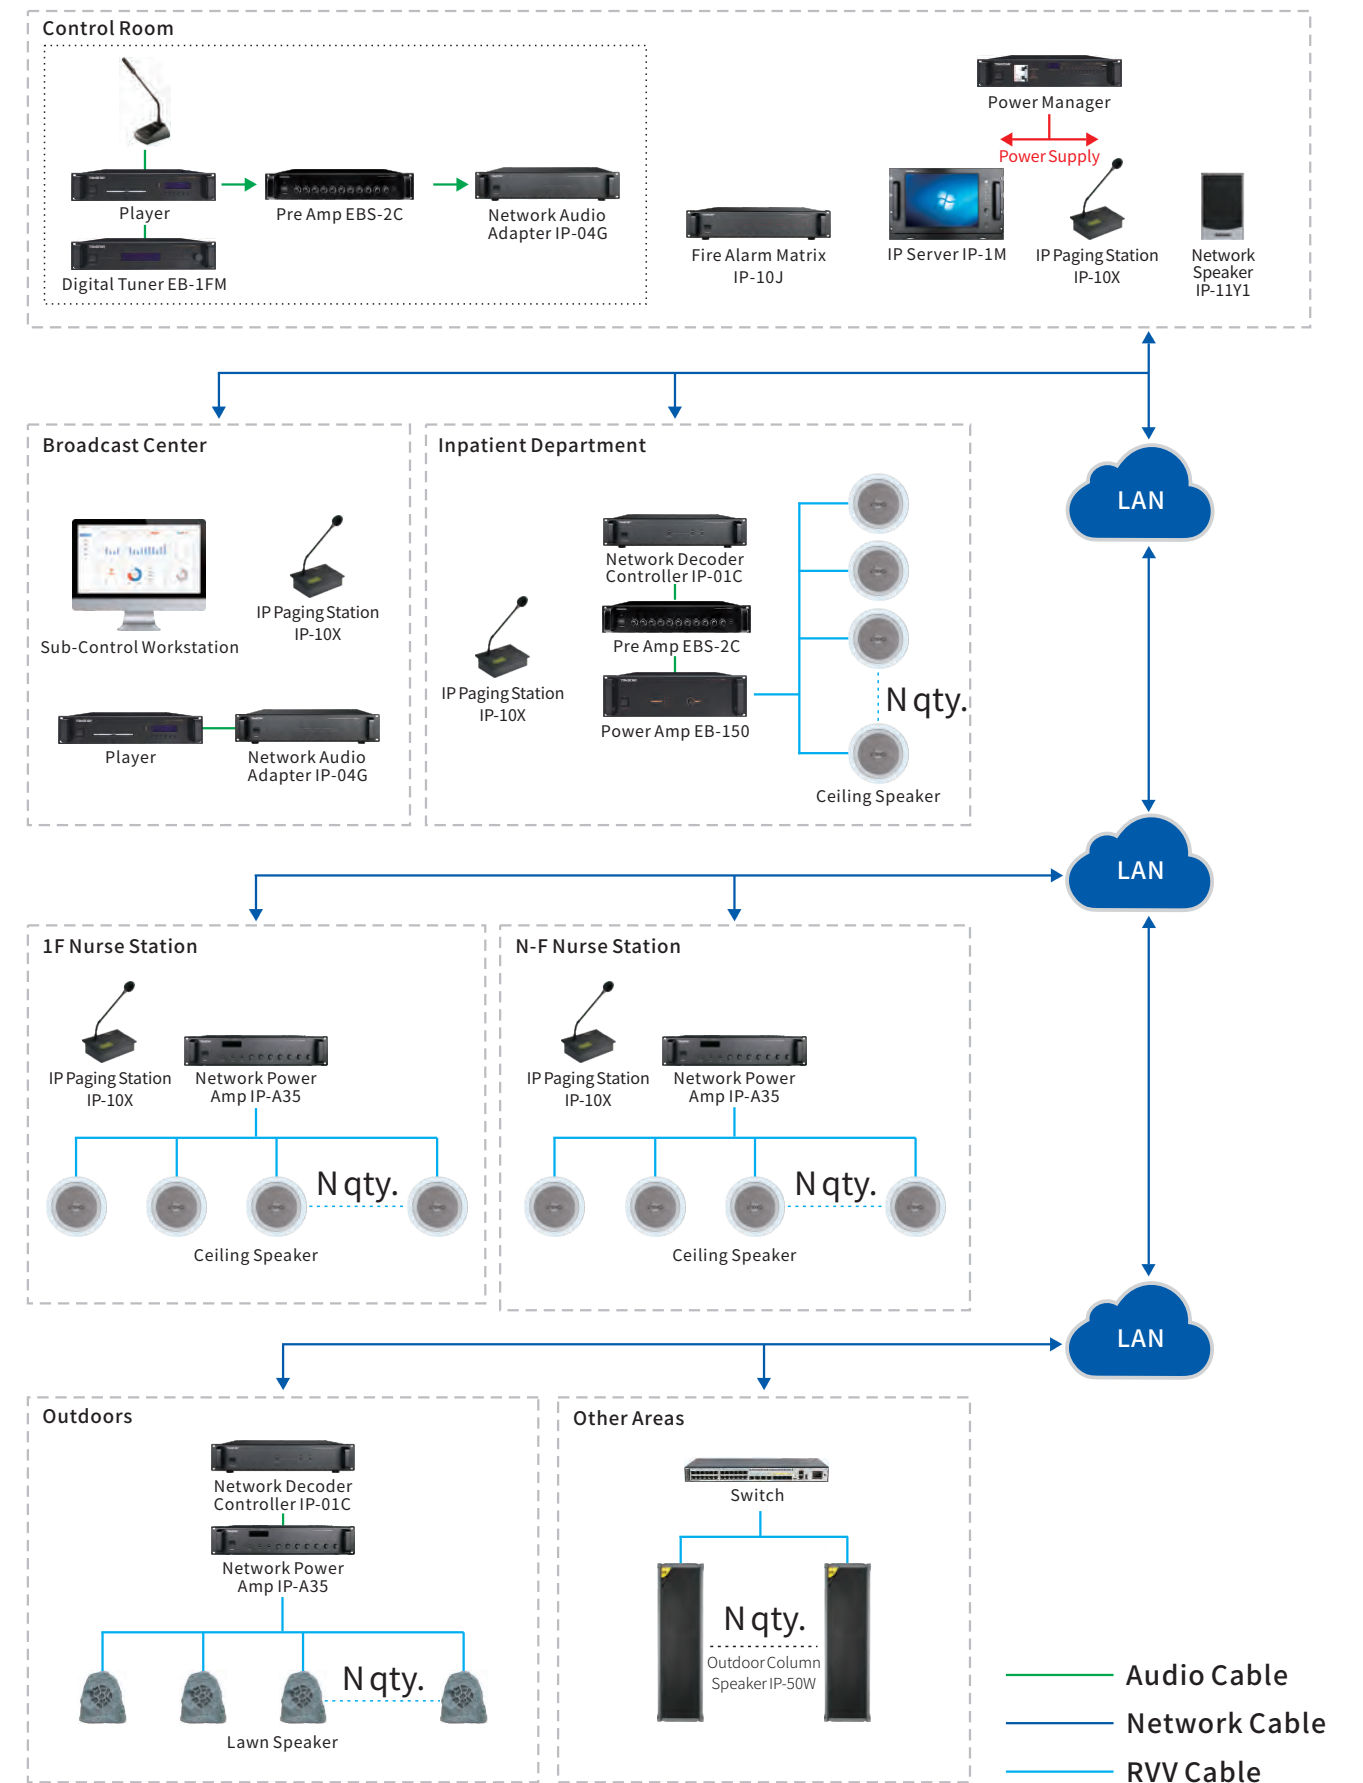 Control Room
Power Manager
Power Supply
Player
Pre Amp EBS-2C
Network Audio
Adapter IP-04G
Digital Tuner EB-1FM
Fire Alarm Matrix
IP-10J
IP Server IP-1M
IP Paging Station
IP-10X
Network
Speaker
IP-11Y1
LAN
Broadcast Center
Sub-Control Workstation
IP Paging Station
IP-10X
Player
Network Audio
Adapter IP-04G
Inpatient Department
IP Paging Station
IP-10X
Network Decoder
Controller IP-01C
Pre Amp EBS-2C
Power Amp EB-150
N qty.
Ceiling Speaker
LAN
1F Nurse Station
IP Paging Station
IP-10X
Network Power
Amp IP-A35
N qty.
Ceiling Speaker
N-F Nurse Station
IP Paging Station
IP-10X
Network Power
Amp IP-A35
N qty.
Ceiling Speaker
LAN
Outdoors
Network Decoder
Controller IP-01C
Network Power
Amp IP-A35
N qty.
Lawn Speaker
Other Areas
Switch
N qty.
Outdoor Column
Speaker IP-50W
Audio Cable
Network Cable
RVV Cable